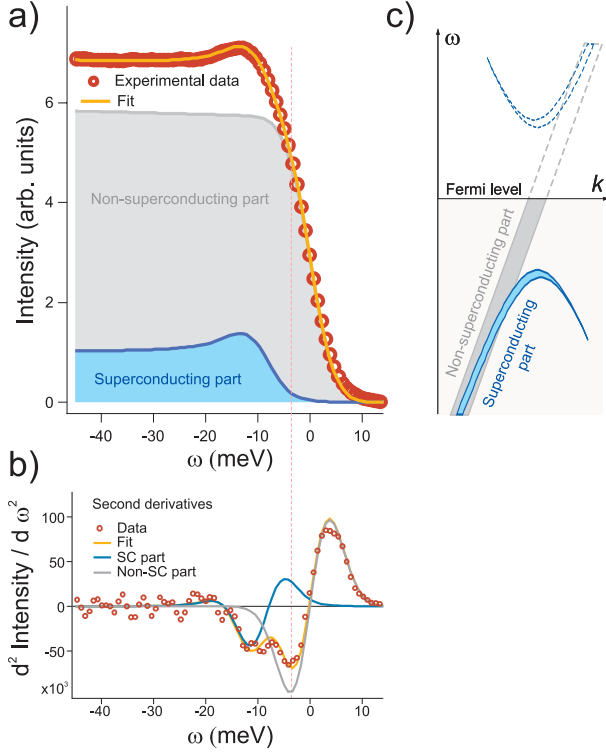 a)
Intensity (arb. units)
6
4
2
0
Experimental data
Fit
Non-superconducting part
Superconducting part
-40
-30
-20
-10
0
10
ω (meV)
b)
d² Intensity / d ω²
100
50
0
-50
x10³
Second derivatives
Data
Fit
SC part
Non-SC part
-40
-30
-20
-10
0
10
ω (meV)
c)
ω
Fermi level
k
Non-superconducting part
Superconducting
part